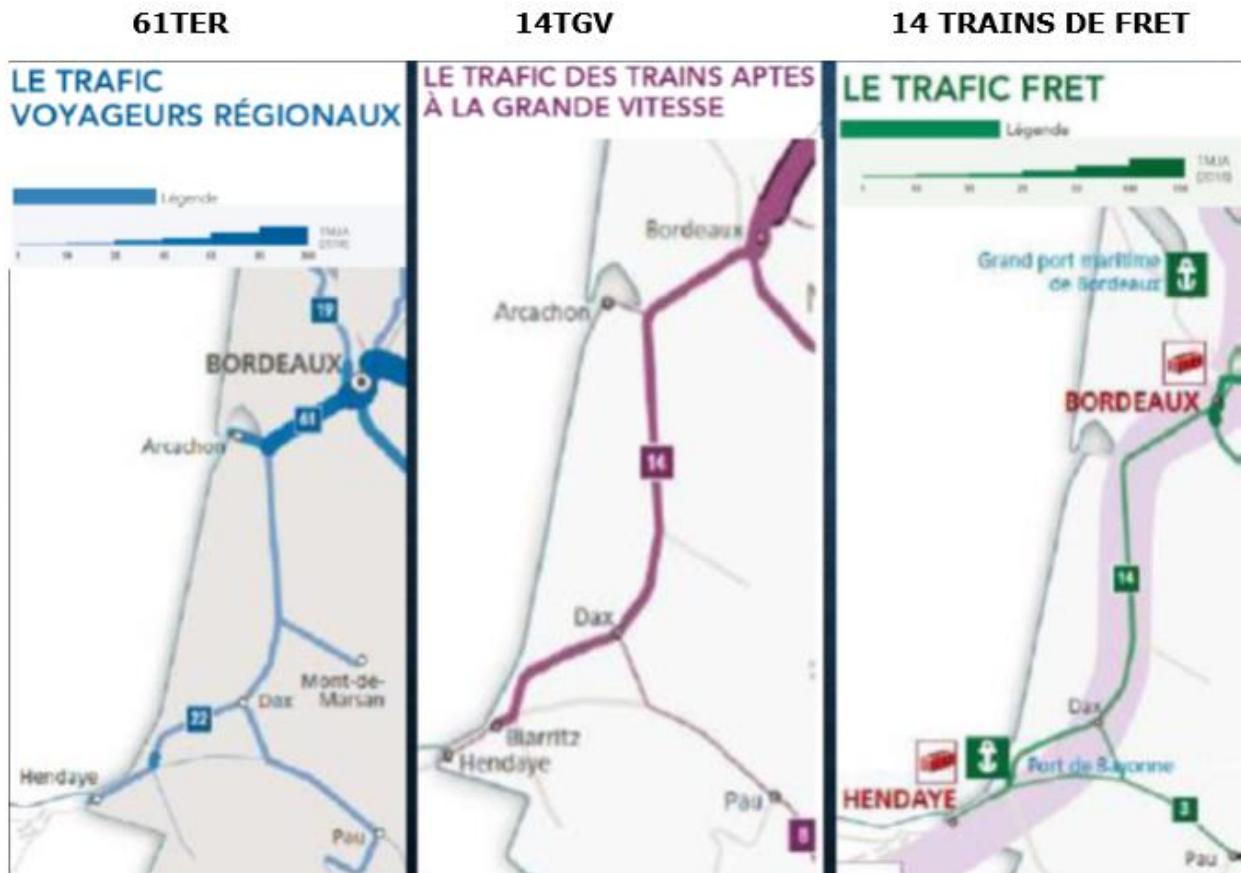 61TER
LE TRAFIC
VOYAGEURS RÉGIONAUX
Légende
TMJA
19
BORDEAUX
61
Arcachon
Mont-de-
Marsan
Dax
22
Hendaye
Pau
14TGV
LE TRAFIC DES TRAINS APTES
À LA GRANDE VITESSE
Bordeaux
Arcachon
14
Dax
Biarritz
Hendaye
Pau
8
14 TRAINS DE FRET
LE TRAFIC FRET
Légende
TMJA
Grand port maritime
de Bordeaux
BORDEAUX
14
Dax
Port de Bayonne
HENDAYE
3
Pau